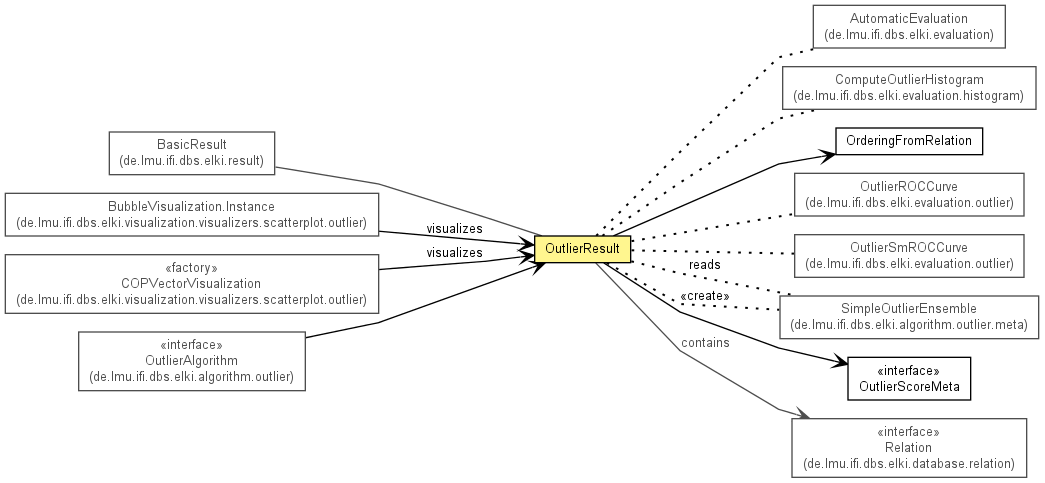 AutomaticEvaluation
(de.lmu.ifi.dbs.elki.evaluation)
ComputeOutlierHistogram
(de.lmu.ifi.dbs.elki.evaluation.histogram)
BasicResult
(de.lmu.ifi.dbs.elki.result)
OrderingFromRelation
BubbleVisualization.Instance
(de.lmu.ifi.dbs.elki.visualization.visualizers.scatterplot.outlier)
visualizes
OutlierROCCurve
(de.lmu.ifi.dbs.elki.evaluation.outlier)
«factory»
COPVectorVisualization
(de.lmu.ifi.dbs.elki.visualization.visualizers.scatterplot.outlier)
visualizes
OutlierResult
OutlierSmROCCurve
(de.lmu.ifi.dbs.elki.evaluation.outlier)
reads
«create»
SimpleOutlierEnsemble
(de.lmu.ifi.dbs.elki.algorithm.outlier.meta)
«interface»
OutlierAlgorithm
(de.lmu.ifi.dbs.elki.algorithm.outlier)
contains
«interface»
OutlierScoreMeta
«interface»
Relation
(de.lmu.ifi.dbs.elki.database.relation)